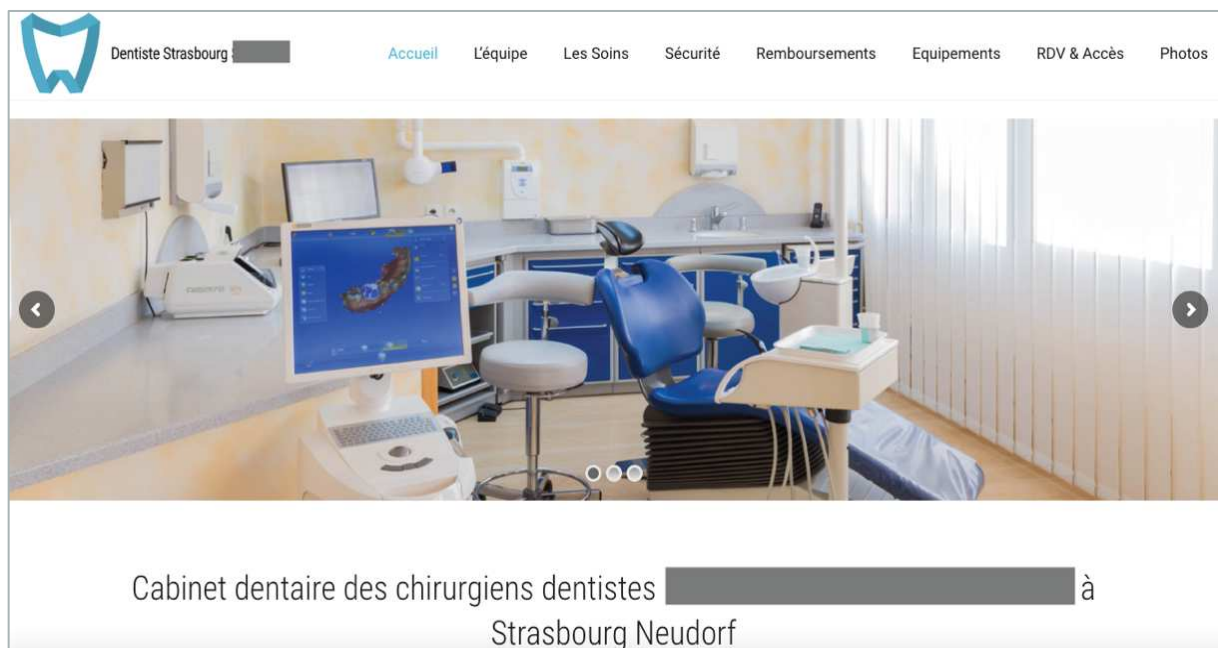 Dentiste Strasbourg
Accueil L'équipe Les Soins Sécurité Remboursements Equipements RDV & Accès Photos
Cabinet dentaire des chirurgiens dentistes à
Strasbourg Neudorf